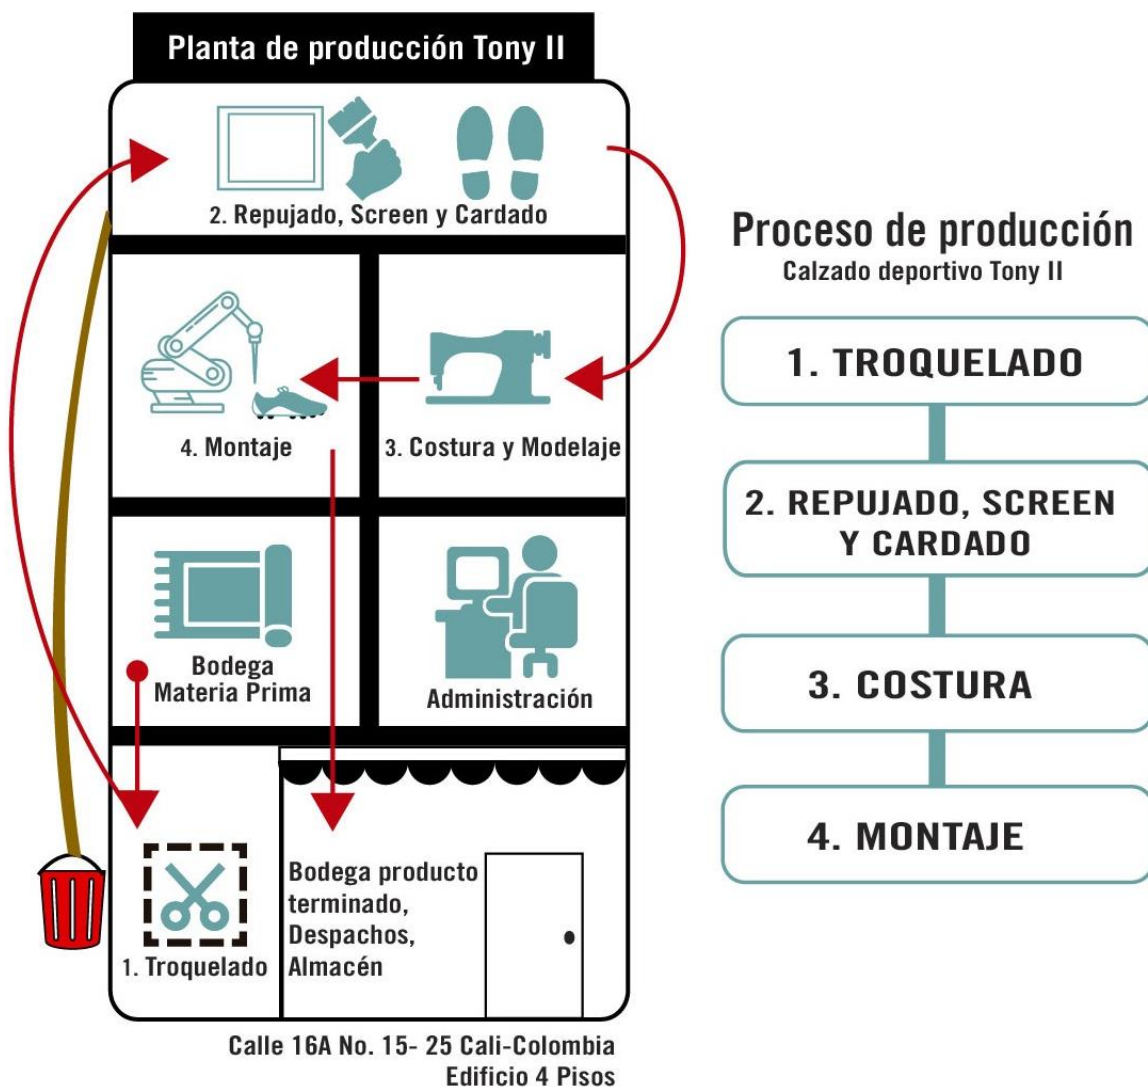 Planta de producción Tony II
2. Repujado, Screen y Cardado
4. Montaje
3. Costura y Modelaje
Bodega
Materia Prima
Administración
1. Troquelado
Bodega producto
terminado,
Despachos,
Almacén
Calle 16A No. 15- 25 Cali-Colombia
Edificio 4 Pisos
Proceso de producción
Calzado deportivo Tony II
1. TROQUELADO
2. REPUJADO, SCREEN
Y CARDADO
3. COSTURA
4. MONTAJE